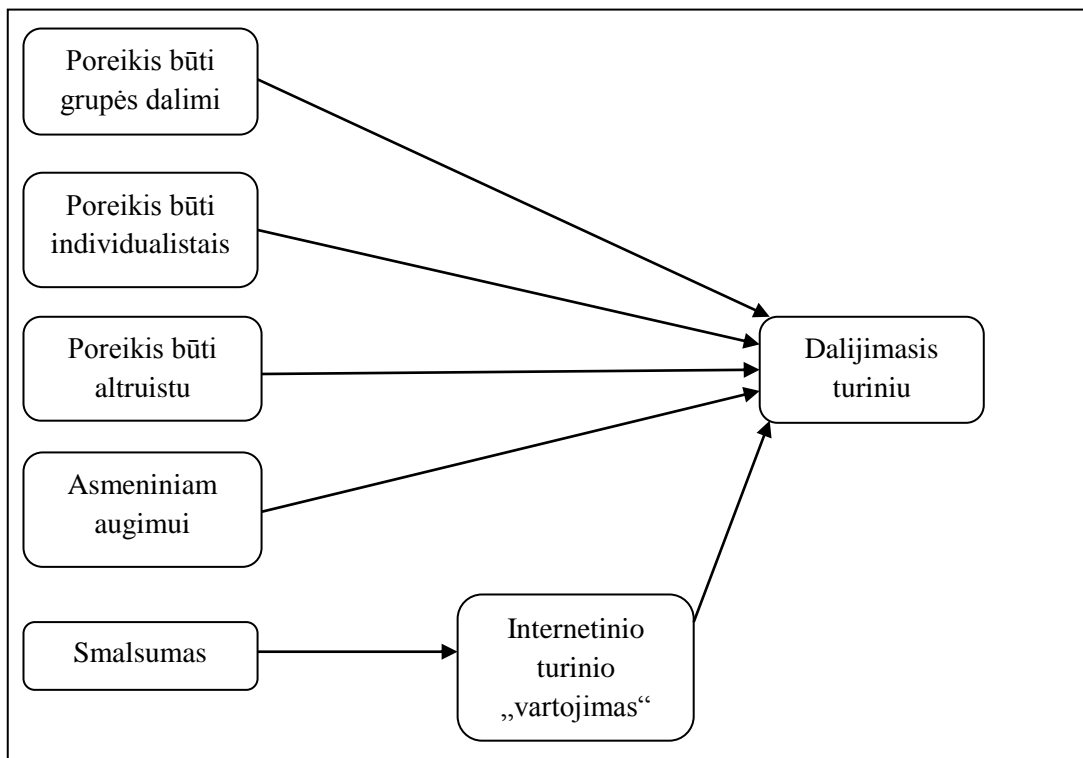 Poreikis būti
grupės dalimi
Poreikis būti
individualistais
Poreikis būti
altruistu
Dalijimasis
turiniu
Asmeniniam
augimui
Smalsumas
Internetinio
turinio
„vartojimas“